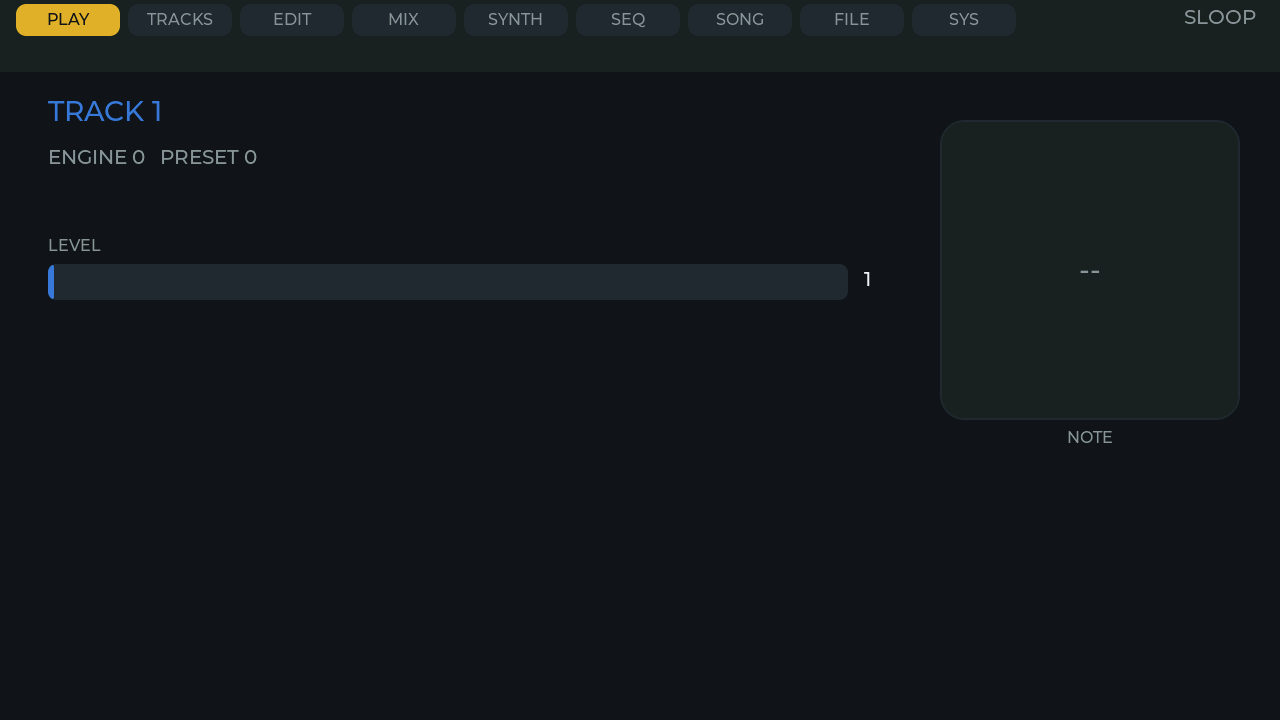 PLAY TRACKS EDIT MIX SYNTH SEQ SONG FILE SYS SLOOP
TRACK 1
ENGINE 0 PRESET 0
LEVEL
1
--
NOTE